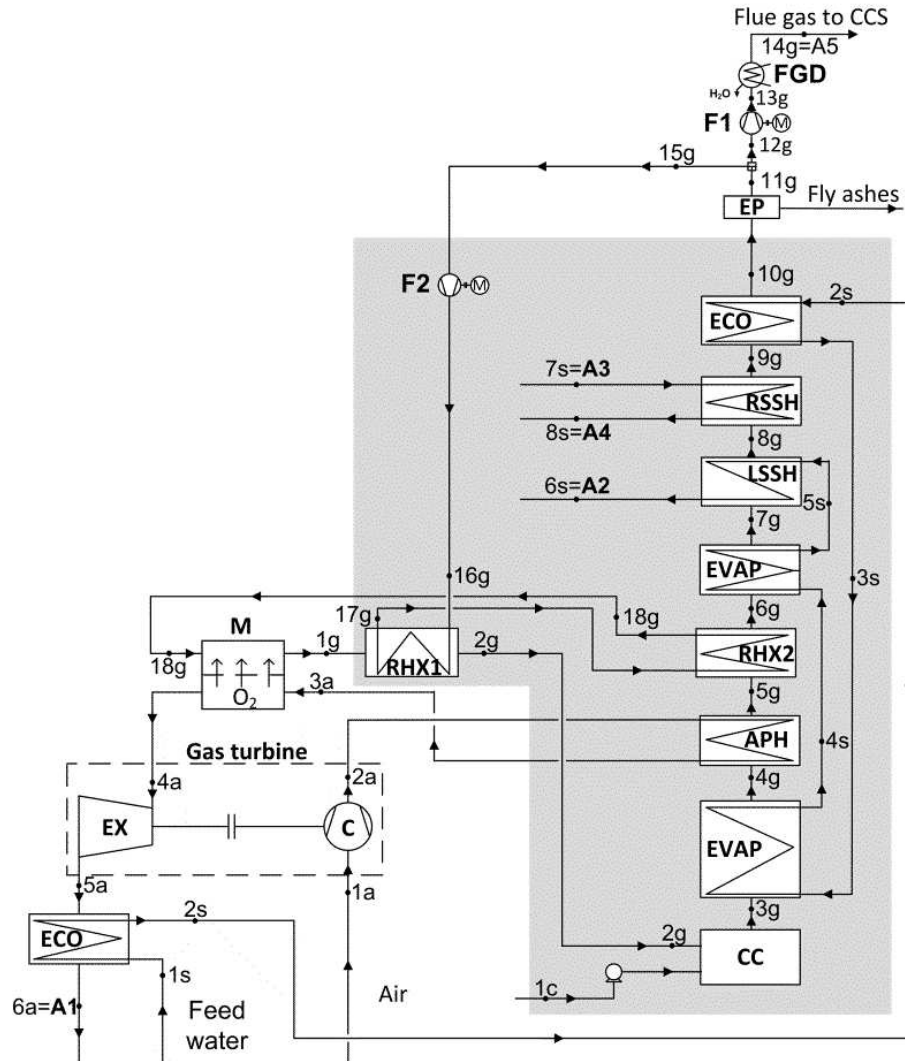 Flue gas to CCS
14g=A5
FGD
H₂O
13g
F1
M
12g
15g
11g
EP
Fly ashes
10g
F2
M
2s
ECO
9g
7s=A3
RSSH
8s=A4
8g
LSSH
6s=A2
5s
7g
EVAP
16g
3s
17g
18g
6g
M
1g
RHX1
2g
RHX2
18g
O₂
3a
5g
APH
Gas turbine
4s
4a
2a
4g
EX
C
EVAP
5a
1a
2s
3g
ECO
2g
CC
1s
1c
Air
6a=A1
Feed
water